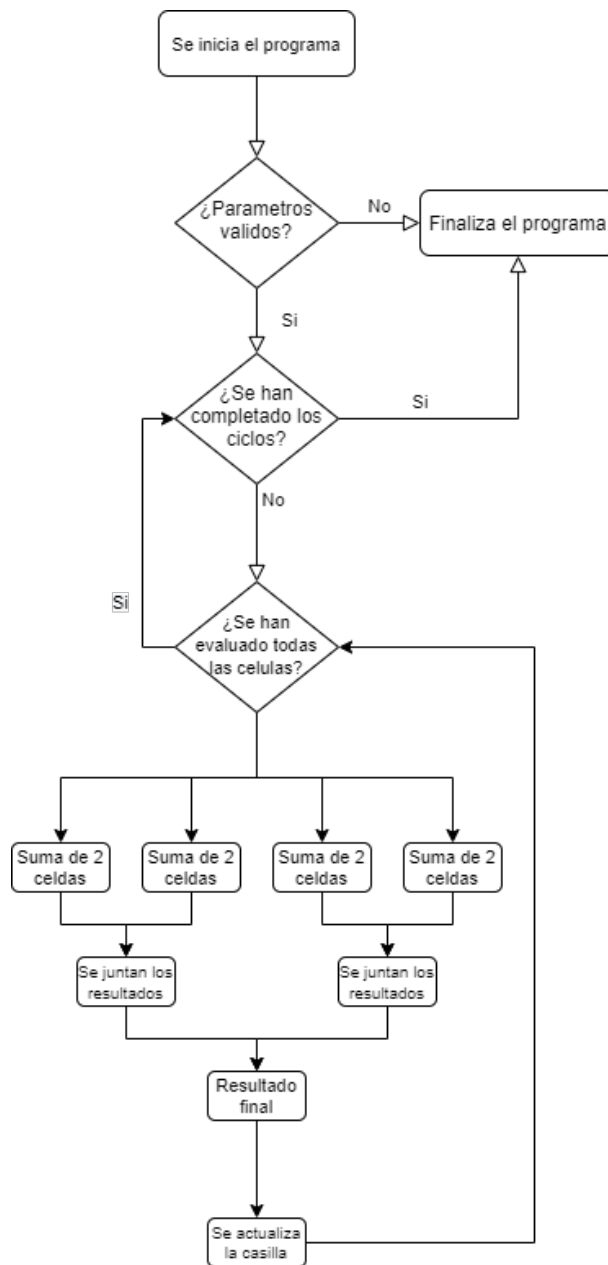 Se inicia el programa
¿Parametros
validos?
No
Finaliza el programa
Si
¿Se han
completado los
ciclos?
Si
No
Si
¿Se han
evaluado todas
las celulas?
Suma de 2
celdas
Suma de 2
celdas
Suma de 2
celdas
Suma de 2
celdas
Se juntan los
resultados
Se juntan los
resultados
Resultado
final
Se actualiza
la casilla